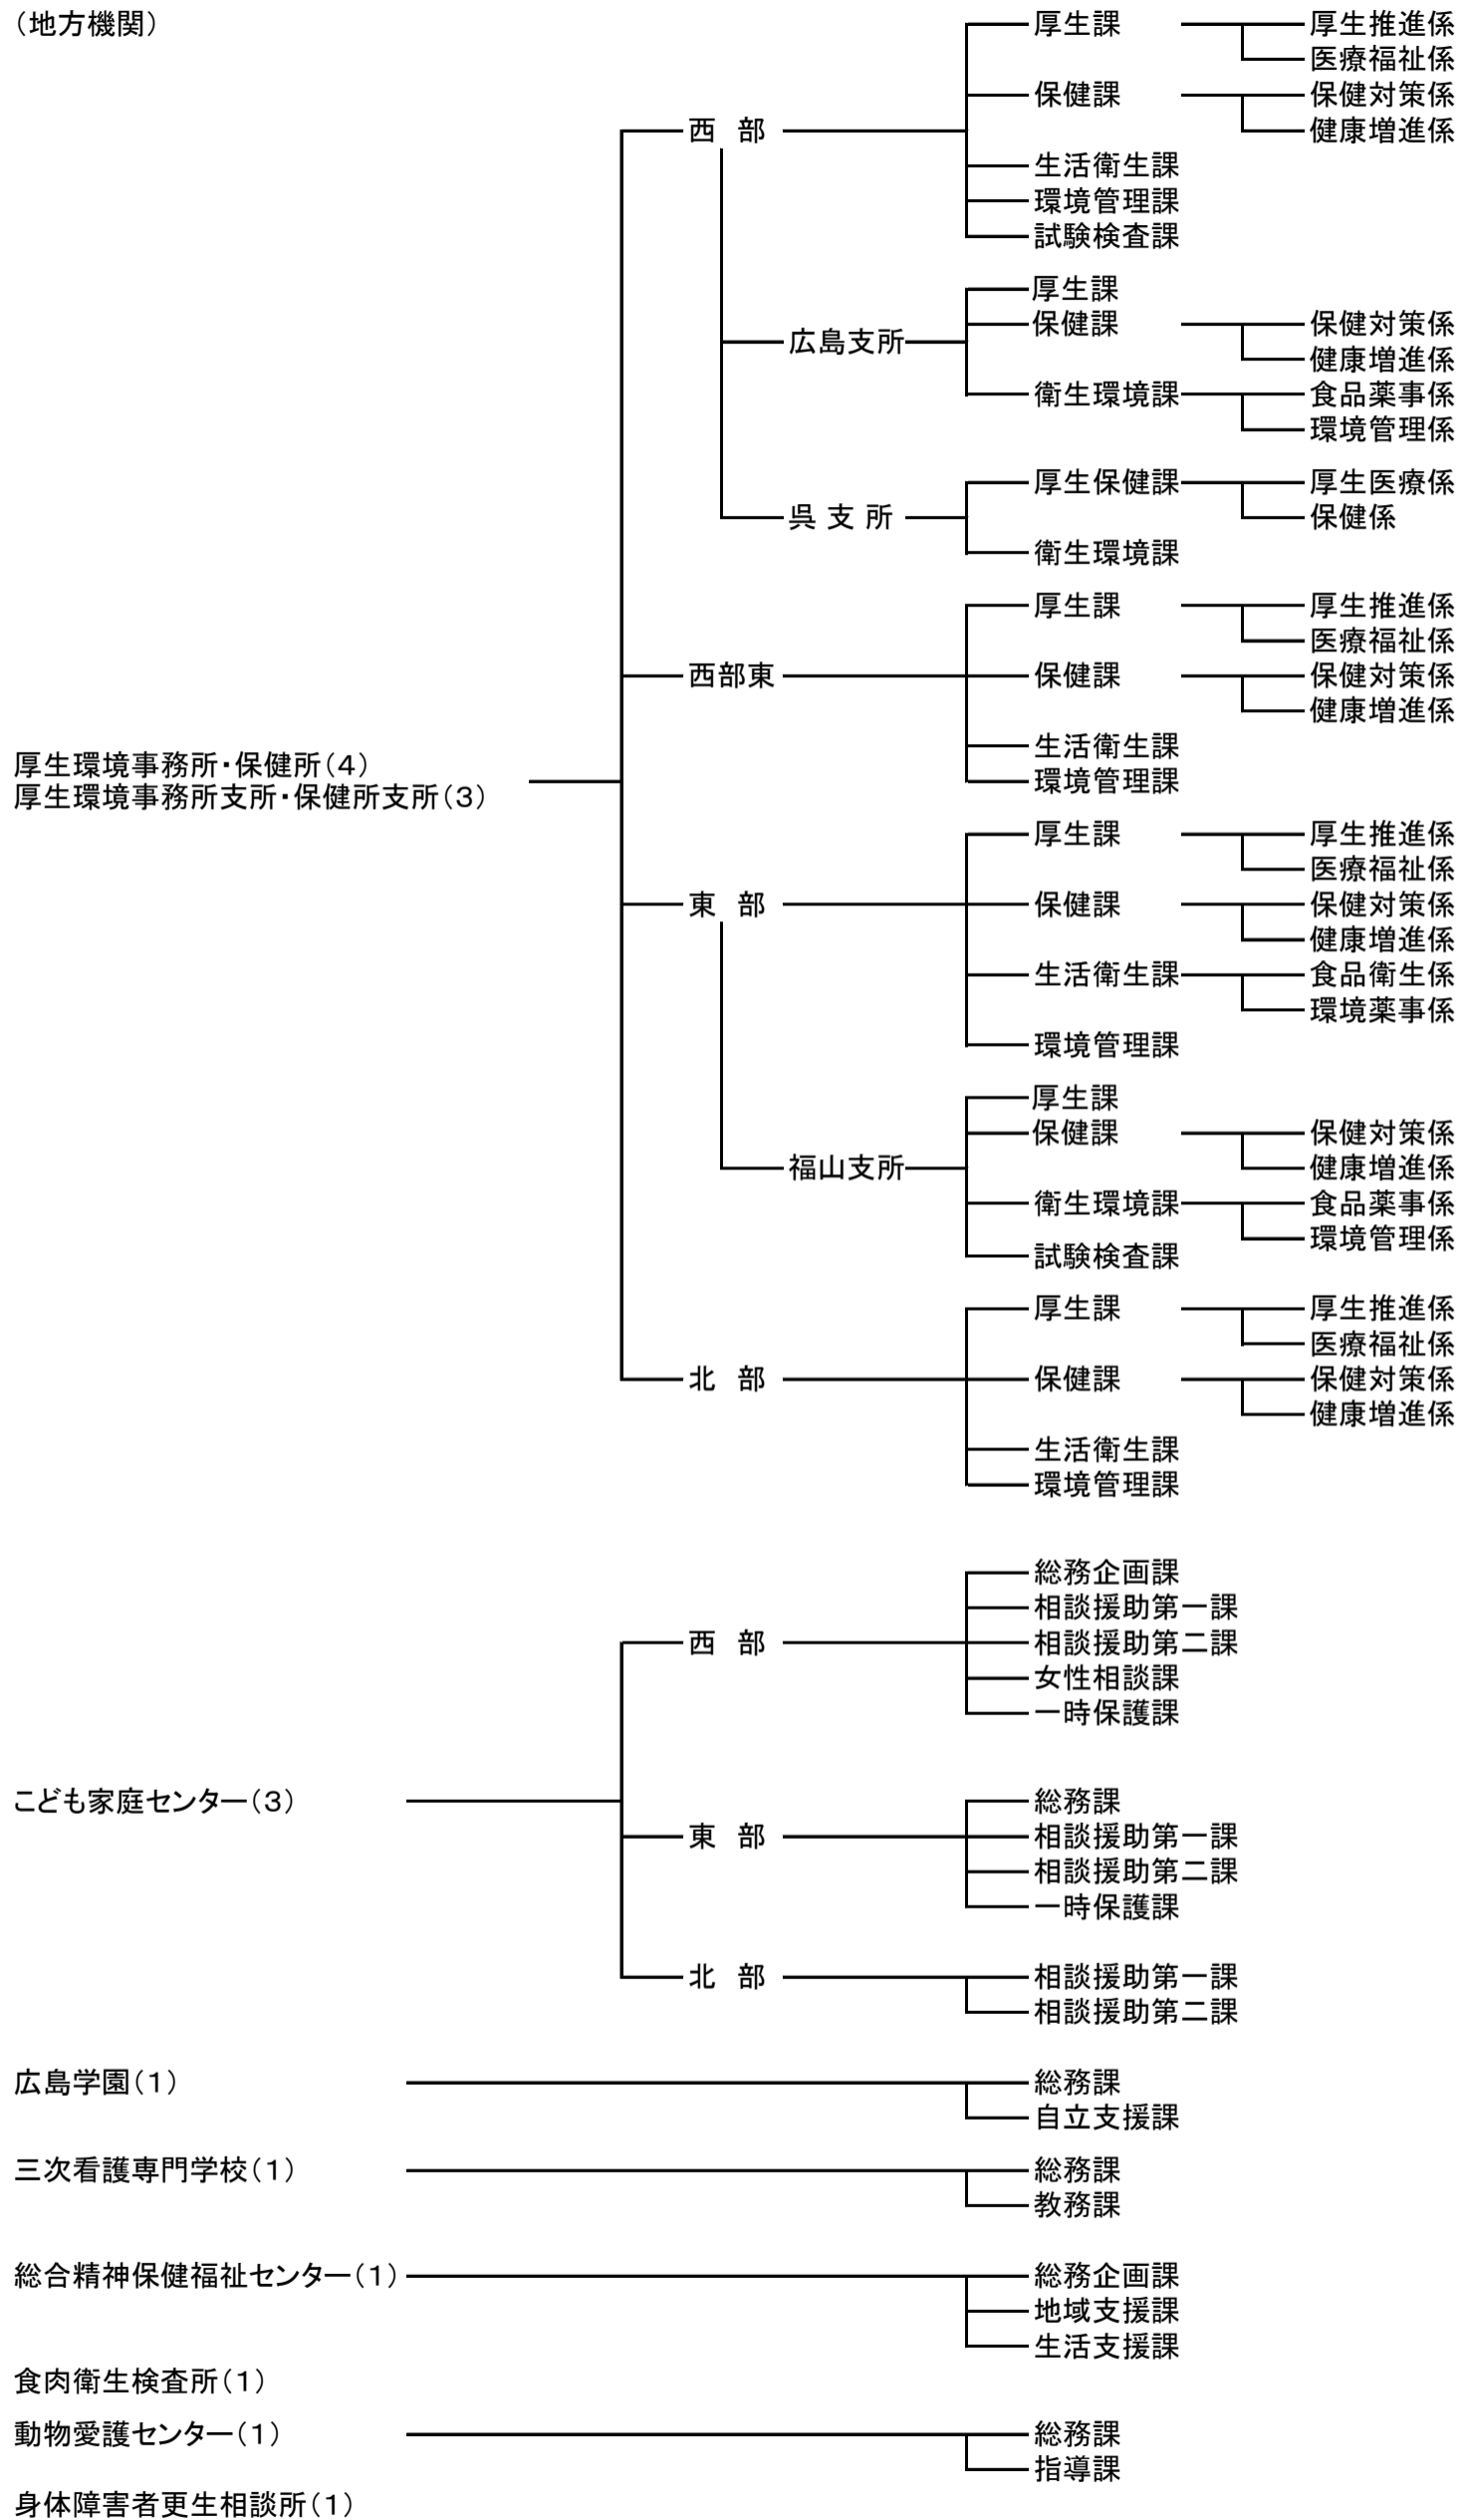 （地方機関）
厚生課 厚生推進係
医療福祉係
保健課 保健対策係
西 部 健康増進係
生活衛生課
環境管理課
試験検査課
厚生課
保健課 保健対策係
広島支所
健康増進係
衛生環境課 食品薬事係
環境管理係
厚生保健課 厚生医療係
呉 支 所 保健係
衛生環境課
厚生課 厚生推進係
医療福祉係
西部東 保健課 保健対策係
健康増進係
生活衛生課
厚生環境事務所・保健所（4）
環境管理課
厚生環境事務所支所・保健所支所（3）
厚生課 厚生推進係
医療福祉係
東 部 保健課 保健対策係
健康増進係
生活衛生課 食品衛生係
環境薬事係
環境管理課
厚生課
保健課 保健対策係
福山支所 健康増進係
衛生環境課 食品薬事係
環境管理係
試験検査課
厚生課 厚生推進係
医療福祉係
北 部 保健課 保健対策係
健康増進係
生活衛生課
環境管理課
総務企画課
相談援助第一課
西 部 相談援助第二課
女性相談課
一時保護課
こども家庭センター（3） 総務課
東 部 相談援助第一課
相談援助第二課
一時保護課
北 部 相談援助第一課
相談援助第二課
広島学園（1） 総務課
自立支援課
三次看護専門学校（1） 総務課
教務課
総合精神保健福祉センター（1） 総務企画課
地域支援課
生活支援課
食肉衛生検査所（1）
動物愛護センター（1） 総務課
指導課
身体障害者更生相談所（1）